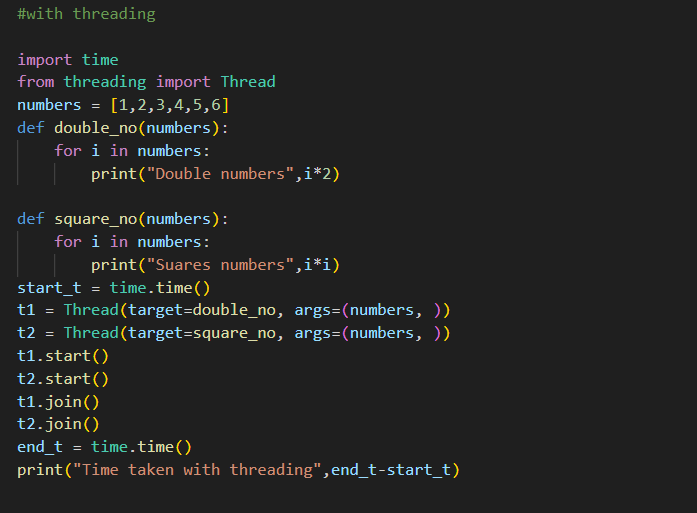 #with threading
import time
from threading import Thread
numbers = [1,2,3,4,5,6]
def double_no(numbers):
    for i in numbers:
        print("Double numbers",i*2)
def square_no(numbers):
    for i in numbers:
        print("Suares numbers",i*i)
start_t = time.time()
t1 = Thread(target=double_no, args=(numbers, ))
t2 = Thread(target=square_no, args=(numbers, ))
t1.start()
t2.start()
t1.join()
t2.join()
end_t = time.time()
print("Time taken with threading",end_t-start_t)